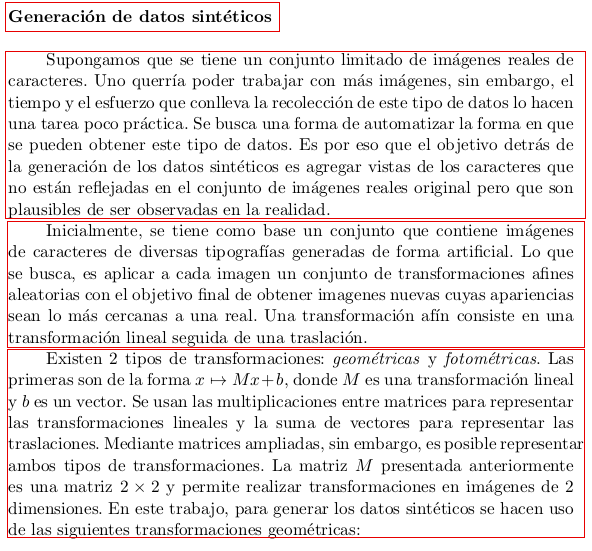 Generación de datos sintéticos
Supongamos que se tiene un conjunto limitado de imágenes reales de
caracteres. Uno querría poder trabajar con más imágenes, sin embargo, el
tiempo y el esfuerzo que conlleva la recolección de este tipo de datos lo hacen
una tarea poco práctica. Se busca una forma de automatizar la forma en que
se pueden obtener este tipo de datos. Es por eso que el objetivo detrás de
la generación de los datos sintéticos es agregar vistas de los caracteres que
no están reflejadas en el conjunto de imágenes reales original pero que son
plausibles de ser observadas en la realidad.
Inicialmente, se tiene como base un conjunto que contiene imágenes
de caracteres de diversas tipografías generadas de forma artificial. Lo que
se busca, es aplicar a cada imagen un conjunto de transformaciones afines
aleatorias con el objetivo final de obtener imagenes nuevas cuyas apariencias
sean lo más cercanas a una real. Una transformación afín consiste en una
transformación lineal seguida de una traslación.
Existen 2 tipos de transformaciones: geométricas y fotométricas. Las
primeras son de la forma x ↦ Mx + b, donde M es una transformación lineal
y b es un vector. Se usan las multiplicaciones entre matrices para representar
las transformaciones lineales y la suma de vectores para representar las
traslaciones. Mediante matrices ampliadas, sin embargo, es posible representar
ambos tipos de transformaciones. La matriz M presentada anteriormente
es una matriz 2 × 2 y permite realizar transformaciones en imágenes de 2
dimensiones. En este trabajo, para generar los datos sintéticos se hacen uso
de las siguientes transformaciones geométricas: